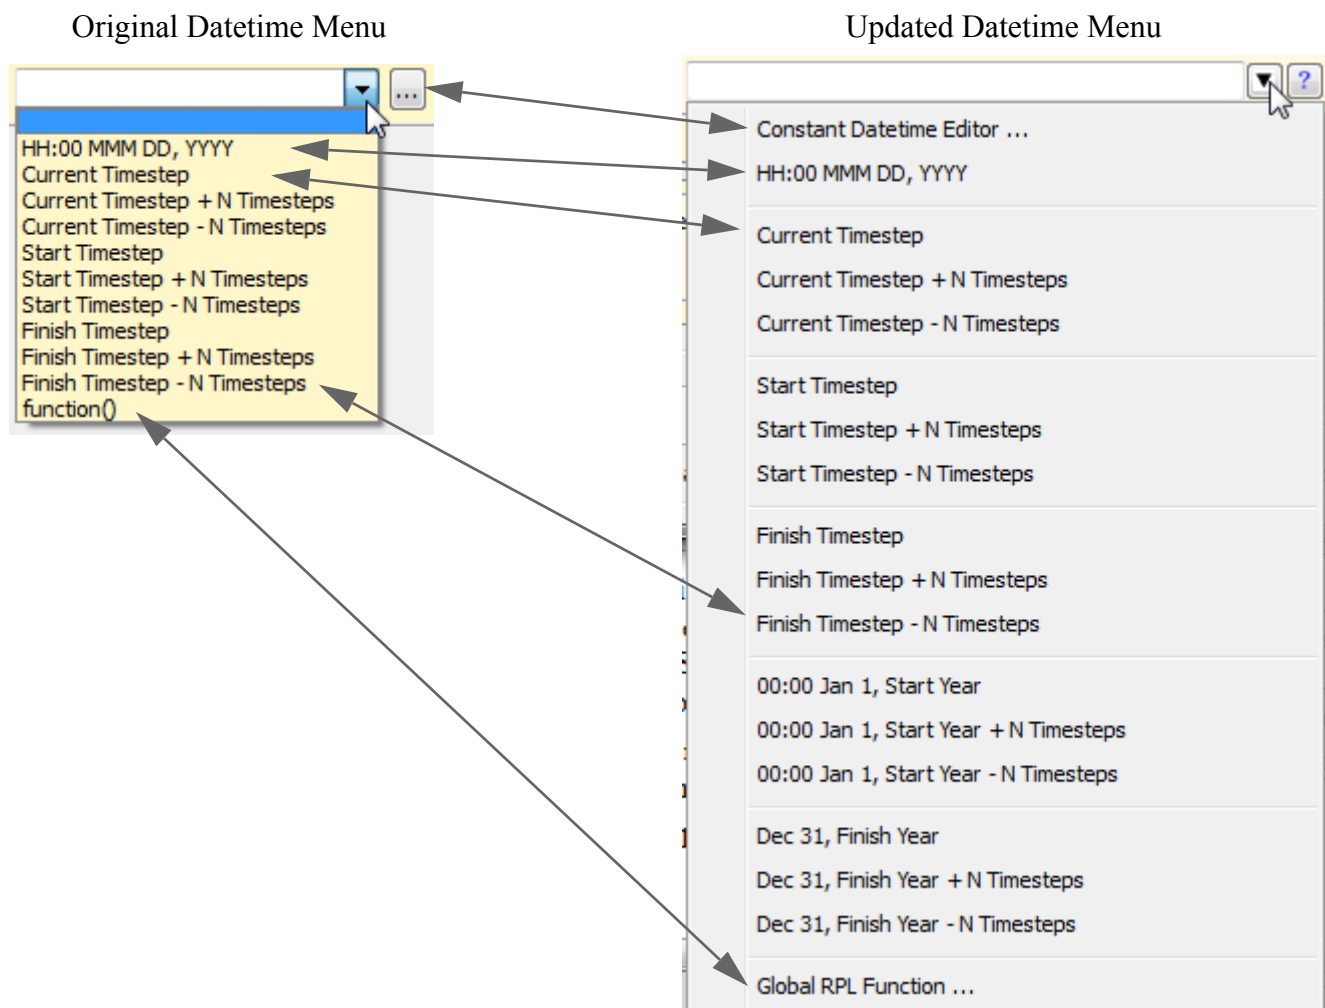 Original Datetime Menu
Updated Datetime Menu
...
?
HH:00 MMM DD, YYYY
Current Timestep
Current Timestep + N Timesteps
Current Timestep - N Timesteps
Start Timestep
Start Timestep + N Timesteps
Start Timestep - N Timesteps
Finish Timestep
Finish Timestep + N Timesteps
Finish Timestep - N Timesteps
function()
Constant Datetime Editor ...
HH:00 MMM DD, YYYY
Current Timestep
Current Timestep + N Timesteps
Current Timestep - N Timesteps
Start Timestep
Start Timestep + N Timesteps
Start Timestep - N Timesteps
Finish Timestep
Finish Timestep + N Timesteps
Finish Timestep - N Timesteps
00:00 Jan 1, Start Year
00:00 Jan 1, Start Year + N Timesteps
00:00 Jan 1, Start Year - N Timesteps
Dec 31, Finish Year
Dec 31, Finish Year + N Timesteps
Dec 31, Finish Year - N Timesteps
Global RPL Function ...